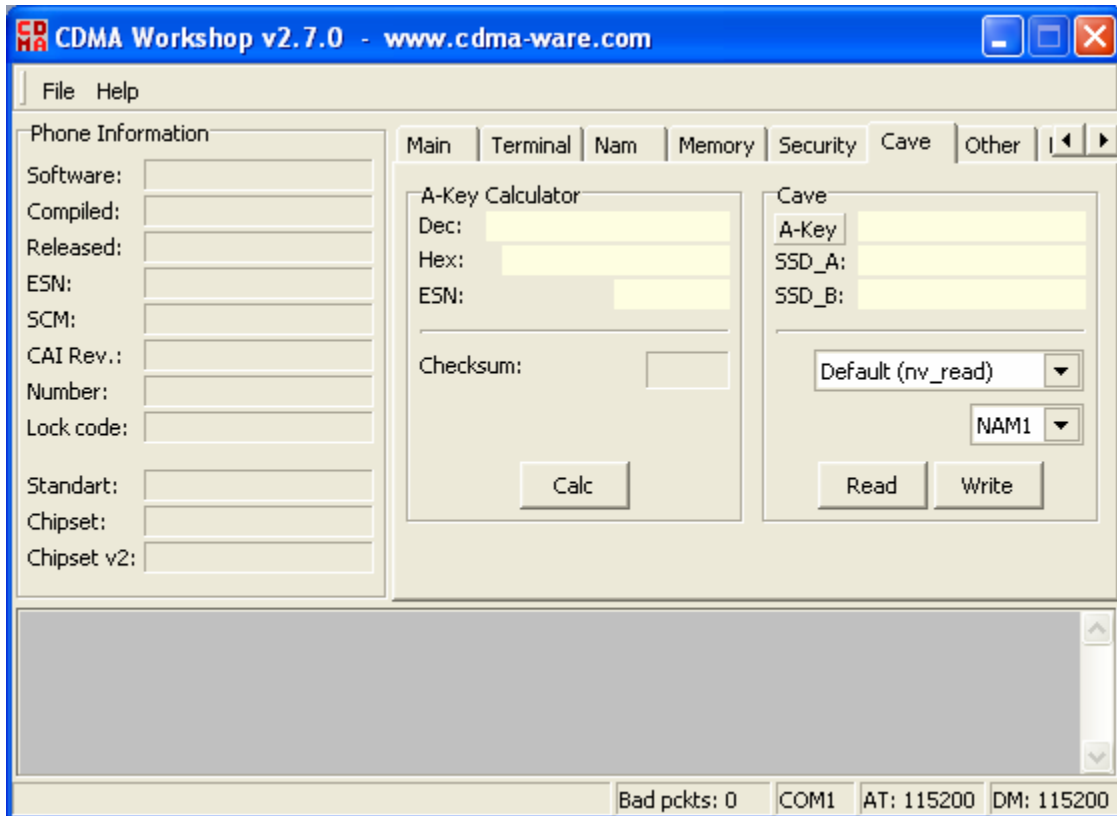 CDMA Workshop v2.7.0 - www.cdma-ware.com
File Help
Phone Information
Software:
Compiled:
Released:
ESN:
SCM:
CAI Rev.:
Number:
Lock code:
Standart:
Chipset:
Chipset v2:
Main Terminal Nam Memory Security Cave Other
A-Key Calculator
Dec:
Hex:
ESN:
Checksum:
Calc
Cave
A-Key
SSD_A:
SSD_B:
Default (nv_read)
NAM1
Read Write
Bad pckts: 0 COM1 AT: 115200 DM: 115200